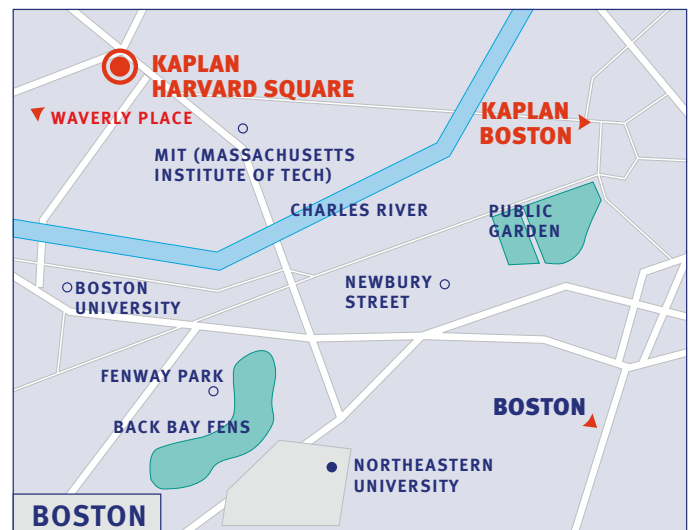 KAPLAN
HARVARD SQUARE
WAVERLY PLACE
KAPLAN
BOSTON
MIT (MASSACHUSETTS
INSTITUTE OF TECH)
CHARLES RIVER
PUBLIC
GARDEN
BOSTON
UNIVERSITY
NEWBURY
STREET
FENWAY PARK
BACK BAY FENS
BOSTON
NORTHEASTERN
UNIVERSITY
BOSTON